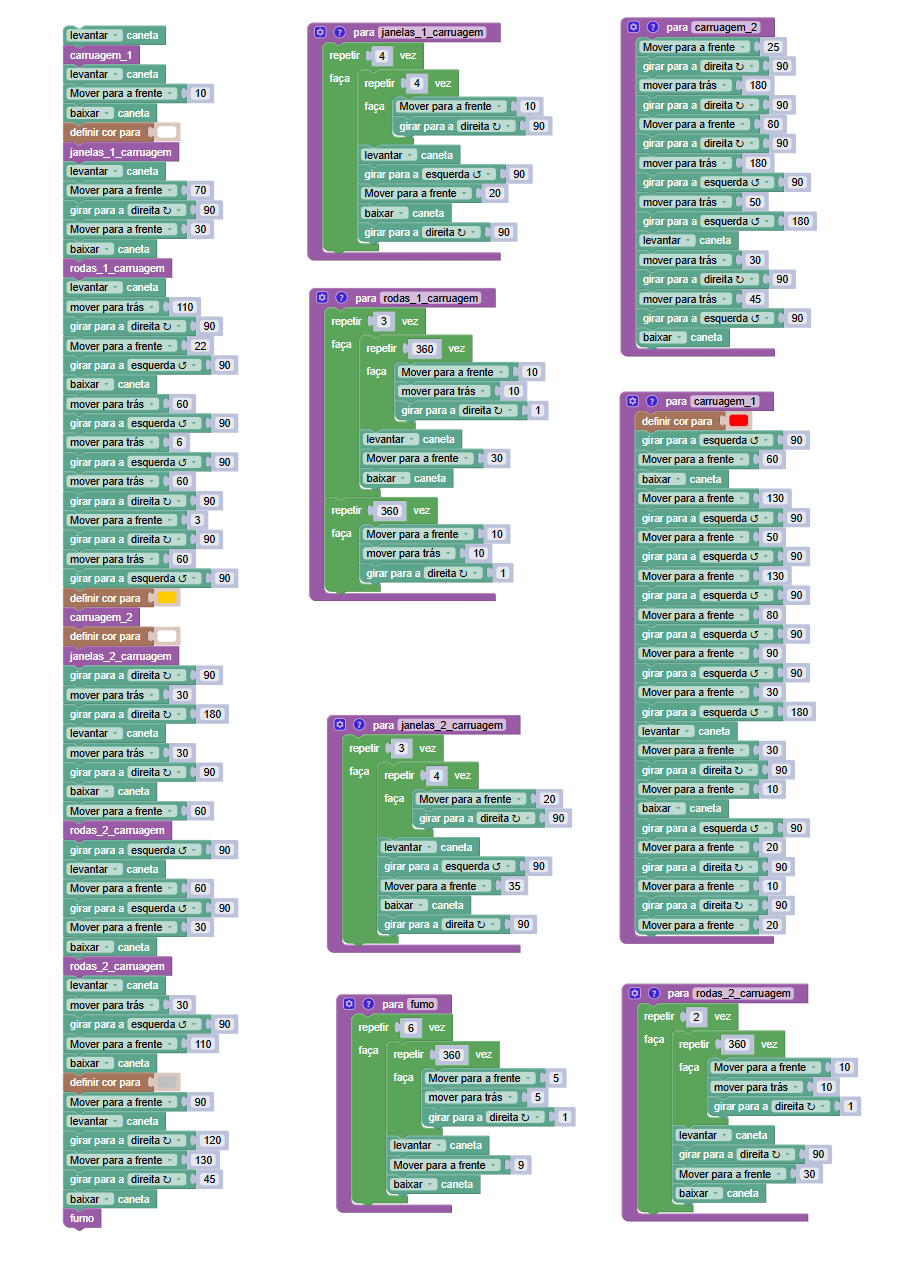 levantar caneta
carruagem_1
levantar caneta
Mover para a frente 10
baixar caneta
definir cor para
janelas_1_carruagem
levantar caneta
Mover para a frente 70
girar para a direita ↻ 90
Mover para a frente 30
baixar caneta
rodas_1_carruagem
levantar caneta
mover para trás 110
girar para a direita ↻ 90
Mover para a frente 22
girar para a esquerda ↺ 90
baixar caneta
mover para trás 60
girar para a esquerda ↺ 90
mover para trás 6
girar para a esquerda ↺ 90
mover para trás 60
girar para a direita ↻ 90
Mover para a frente 3
girar para a direita ↻ 90
mover para trás 60
girar para a esquerda ↺ 90
definir cor para
carruagem_2
definir cor para
janelas_2_carruagem
girar para a direita ↻ 90
mover para trás 30
girar para a direita ↻ 180
levantar caneta
mover para trás 30
girar para a direita ↻ 90
baixar caneta
Mover para a frente 60
rodas_2_carruagem
girar para a esquerda ↺ 90
levantar caneta
Mover para a frente 60
girar para a esquerda ↺ 90
Mover para a frente 30
baixar caneta
rodas_2_carruagem
levantar caneta
mover para trás 30
girar para a esquerda ↺ 90
Mover para a frente 110
baixar caneta
definir cor para
Mover para a frente 90
levantar caneta
girar para a direita ↻ 120
Mover para a frente 130
girar para a direita ↻ 45
baixar caneta
fumo
? para janelas_1_carruagem
repetir 4 vez
faça repetir 4 vez
faça Mover para a frente 10
girar para a direita ↻ 90
levantar caneta
girar para a esquerda ↺ 90
Mover para a frente 20
baixar caneta
girar para a direita ↻ 90
? para rodas_1_carruagem
repetir 3 vez
faça repetir 360 vez
faça Mover para a frente 10
mover para trás 10
girar para a direita ↻ 1
levantar caneta
Mover para a frente 30
baixar caneta
repetir 360 vez
faça Mover para a frente 10
mover para trás 10
girar para a direita ↻ 1
? para janelas_2_carruagem
repetir 3 vez
faça repetir 4 vez
faça Mover para a frente 20
girar para a direita ↻ 90
levantar caneta
girar para a esquerda ↺ 90
Mover para a frente 35
baixar caneta
girar para a direita ↻ 90
? para fumo
repetir 6 vez
faça repetir 360 vez
faça Mover para a frente 5
mover para trás 5
girar para a direita ↻ 1
levantar caneta
Mover para a frente 9
baixar caneta
? para carruagem_2
Mover para a frente 25
girar para a direita ↻ 90
mover para trás 180
girar para a direita ↻ 90
Mover para a frente 80
girar para a direita ↻ 90
mover para trás 180
girar para a esquerda ↺ 90
mover para trás 50
girar para a esquerda ↺ 180
levantar caneta
mover para trás 30
girar para a direita ↻ 90
mover para trás 45
girar para a esquerda ↺ 90
baixar caneta
? para carruagem_1
definir cor para
girar para a esquerda ↺ 90
Mover para a frente 60
baixar caneta
Mover para a frente 130
girar para a esquerda ↺ 90
Mover para a frente 50
girar para a esquerda ↺ 90
Mover para a frente 130
girar para a esquerda ↺ 90
Mover para a frente 80
girar para a esquerda ↺ 90
Mover para a frente 90
girar para a esquerda ↺ 90
Mover para a frente 30
girar para a esquerda ↺ 180
levantar caneta
Mover para a frente 30
girar para a direita ↻ 90
Mover para a frente 10
baixar caneta
girar para a esquerda ↺ 90
Mover para a frente 20
girar para a direita ↻ 90
Mover para a frente 10
girar para a direita ↻ 90
Mover para a frente 20
? para rodas_2_carruagem
repetir 2 vez
faça repetir 360 vez
faça Mover para a frente 10
mover para trás 10
girar para a direita ↻ 1
levantar caneta
girar para a direita ↻ 90
Mover para a frente 30
baixar caneta